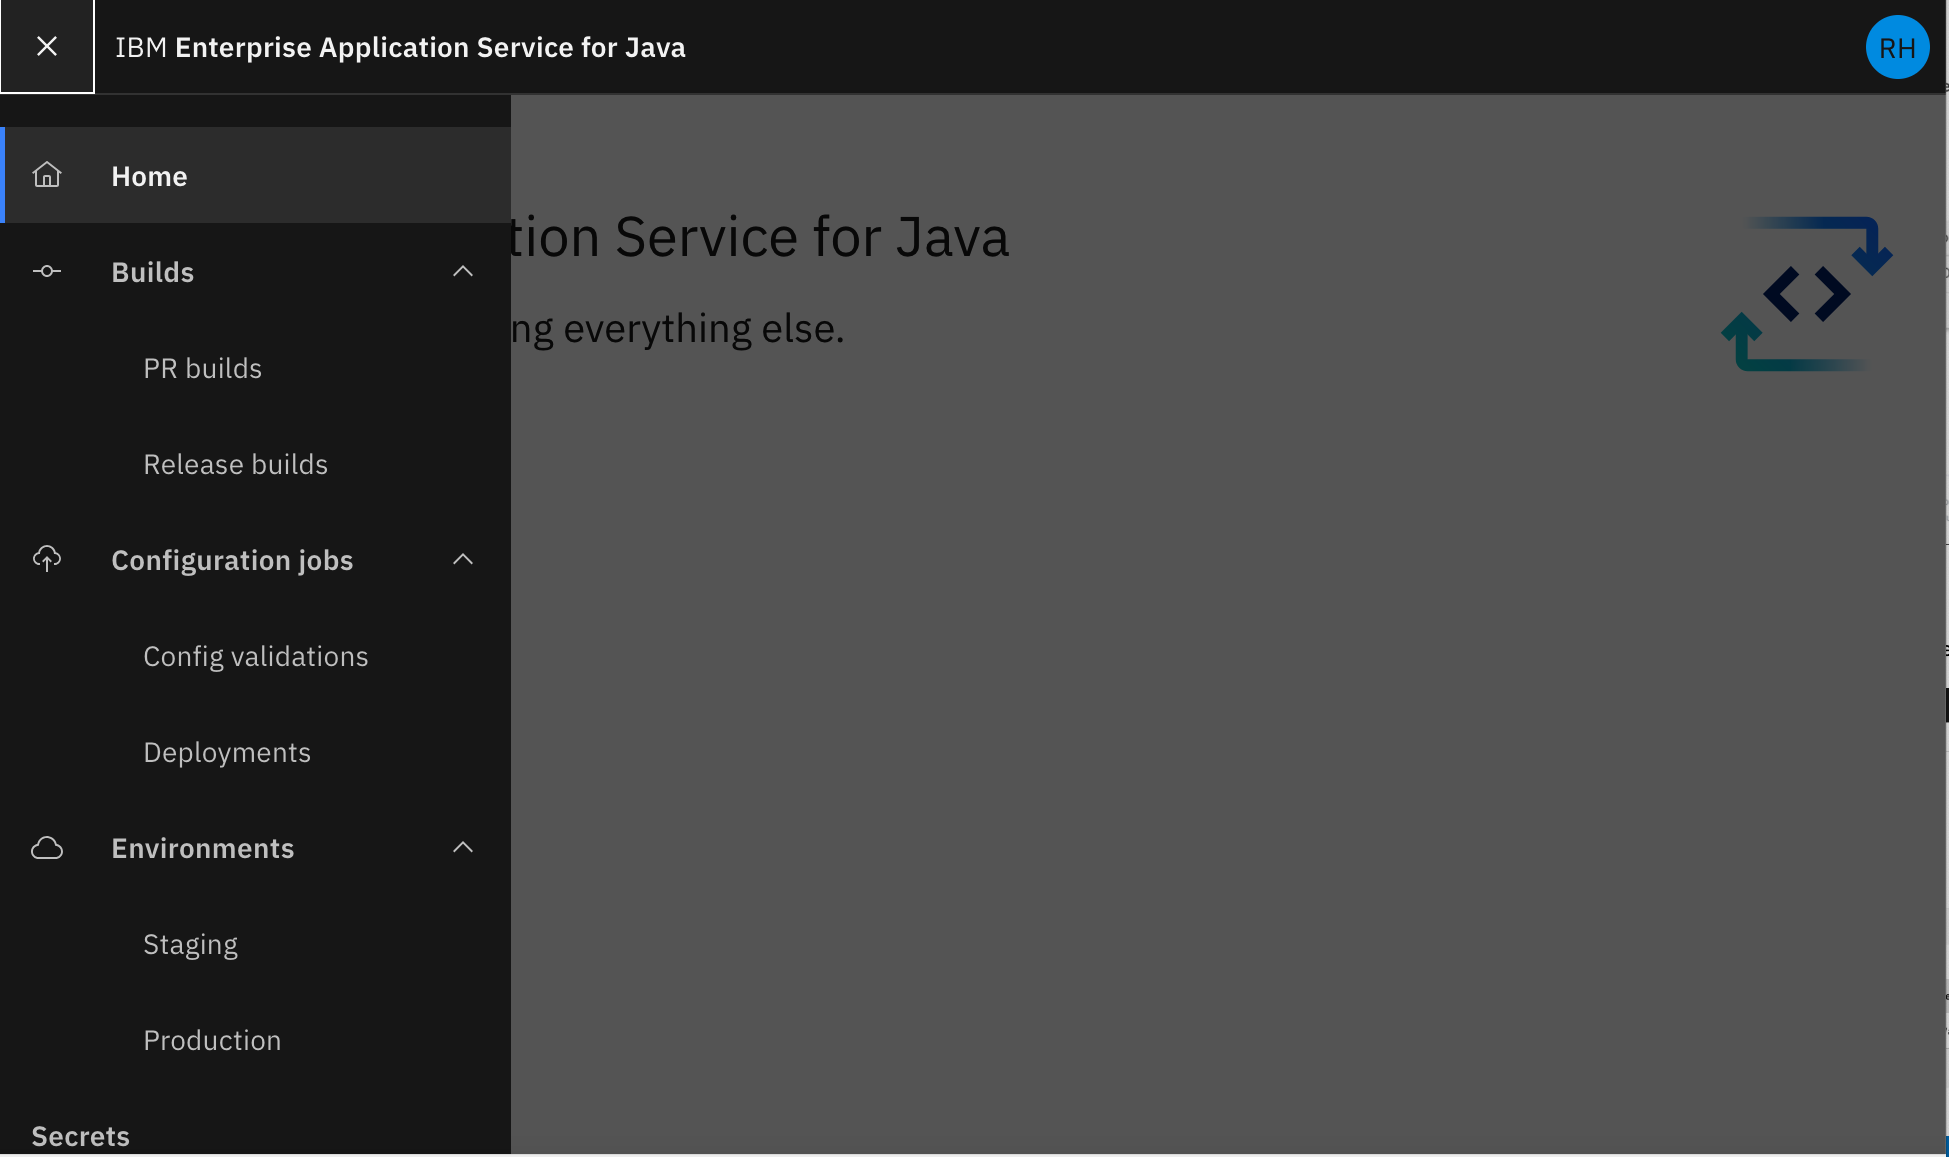 IBM Enterprise Application Service for Java
RH
Home
Builds
PR builds
Release builds
Configuration jobs
Config validations
Deployments
Environments
Staging
Production
Secrets
tion Service for Java
ng everything else.